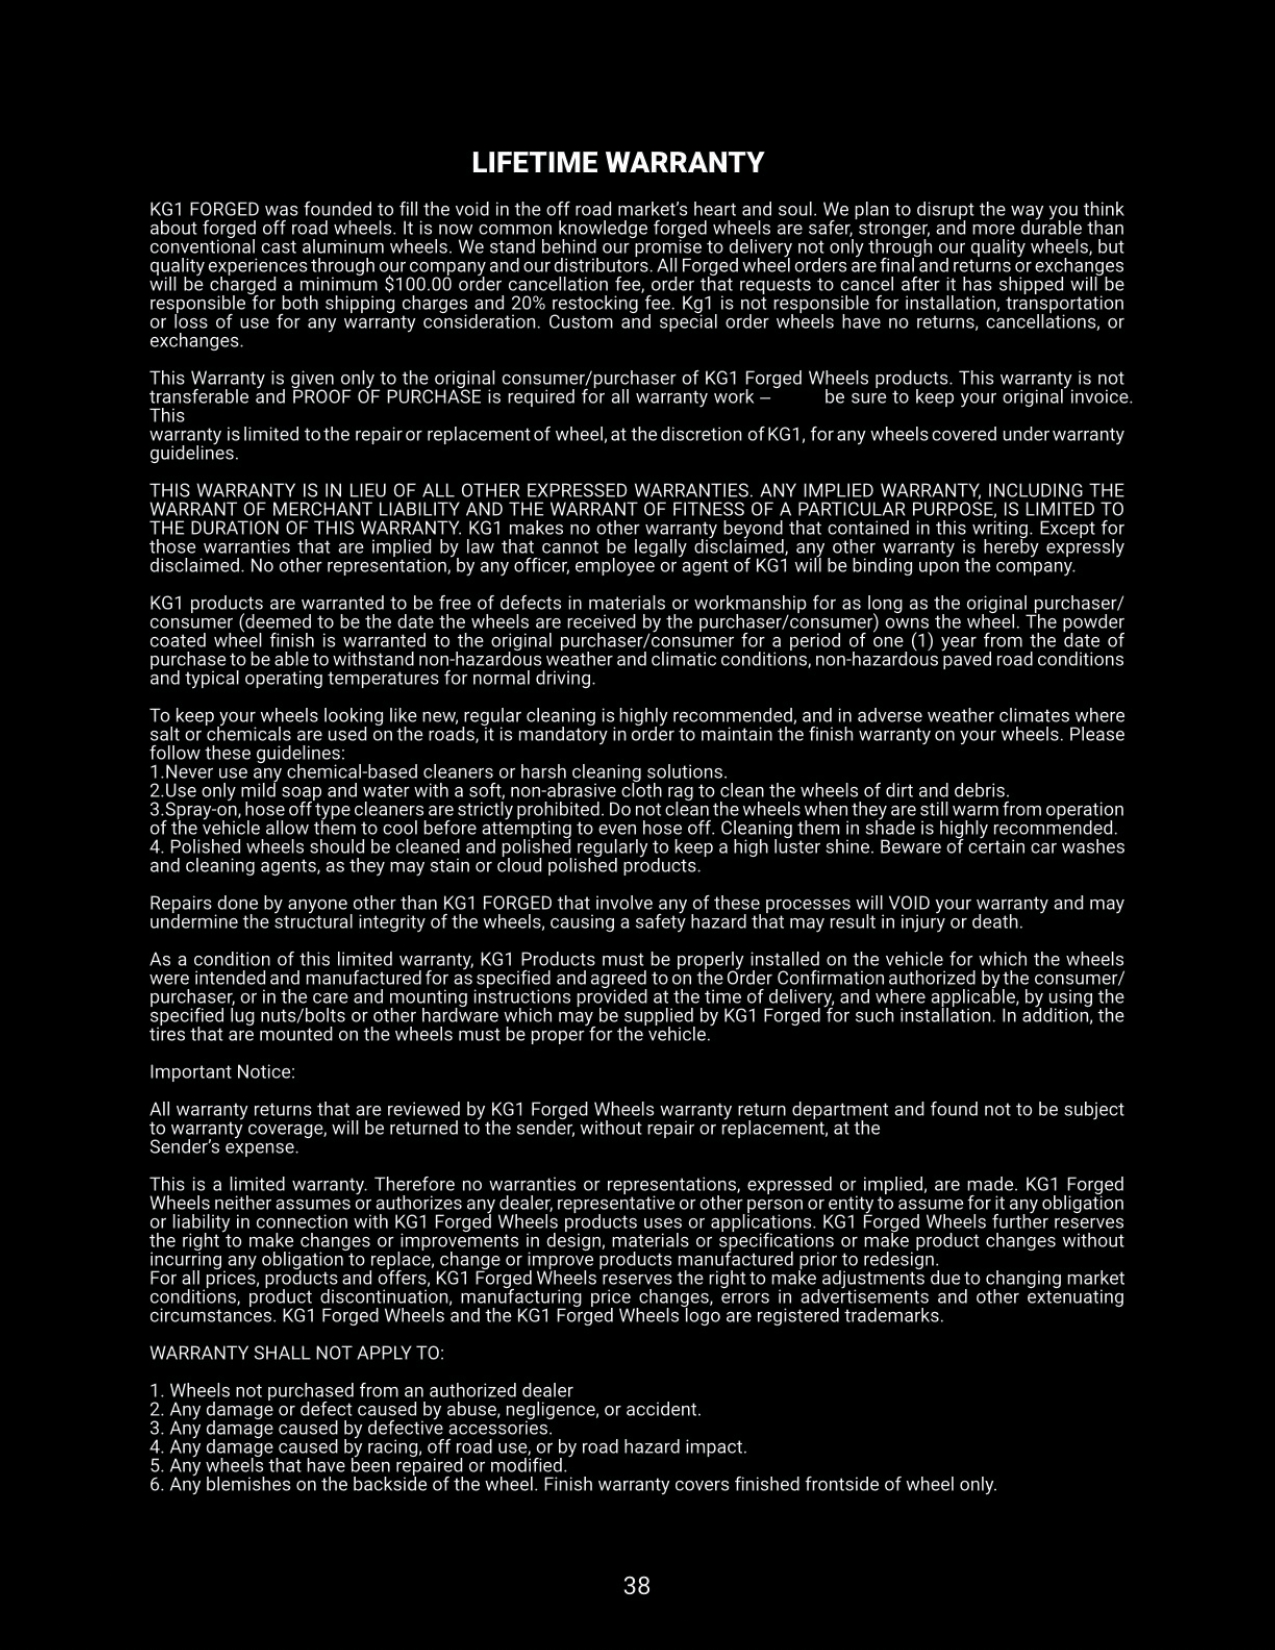 LIFETIME WARRANTY
KG1 FORGED was founded to fill the void in the off road market's heart and soul. We plan to disrupt the way you think
about forged off road wheels. It is now common knowledge forged wheels are safer, stronger, and more durable than
conventional cast aluminum wheels. We stand behind our promise to delivery not only through our quality wheels, but
quality experiences through our company and our distributors. All Forged wheel orders are final and returns or exchanges
will be charged a minimum $100.00 order cancellation fee, order that requests to cancel after it has shipped will be
responsible for both shipping charges and 20% restocking fee. Kg1 is not responsible for installation, transportation
or loss of use for any warranty consideration. Custom and special order wheels have no returns, cancellations, or
exchanges.
This Warranty is given only to the original consumer/purchaser of KG1 Forged Wheels products. This warranty is not
transferable and PROOF OF PURCHASE is required for all warranty work – be sure to keep your original invoice.
This
warranty is limited to the repair or replacement of wheel, at the discretion of KG1, for any wheels covered under warranty
guidelines.
THIS WARRANTY IS IN LIEU OF ALL OTHER EXPRESSED WARRANTIES. ANY IMPLIED WARRANTY, INCLUDING THE
WARRANT OF MERCHANT LIABILITY AND THE WARRANT OF FITNESS OF A PARTICULAR PURPOSE, IS LIMITED TO
THE DURATION OF THIS WARRANTY. KG1 makes no other warranty beyond that contained in this writing. Except for
those warranties that are implied by law that cannot be legally disclaimed, any other warranty is hereby expressly
disclaimed. No other representation, by any officer, employee or agent of KG1 will be binding upon the company.
KG1 products are warranted to be free of defects in materials or workmanship for as long as the original purchaser/
consumer (deemed to be the date the wheels are received by the purchaser/consumer) owns the wheel. The powder
coated wheel finish is warranted to the original purchaser/consumer for a period of one (1) year from the date of
purchase to be able to withstand non-hazardous weather and climatic conditions, non-hazardous paved road conditions
and typical operating temperatures for normal driving.
To keep your wheels looking like new, regular cleaning is highly recommended, and in adverse weather climates where
salt or chemicals are used on the roads, it is mandatory in order to maintain the finish warranty on your wheels. Please
follow these guidelines:
1.Never use any chemical-based cleaners or harsh cleaning solutions.
2.Use only mild soap and water with a soft, non-abrasive cloth rag to clean the wheels of dirt and debris.
3.Spray-on, hose off type cleaners are strictly prohibited. Do not clean the wheels when they are still warm from operation
of the vehicle allow them to cool before attempting to even hose off. Cleaning them in shade is highly recommended.
4. Polished wheels should be cleaned and polished regularly to keep a high luster shine. Beware of certain car washes
and cleaning agents, as they may stain or cloud polished products.
Repairs done by anyone other than KG1 FORGED that involve any of these processes will VOID your warranty and may
undermine the structural integrity of the wheels, causing a safety hazard that may result in injury or death.
As a condition of this limited warranty, KG1 Products must be properly installed on the vehicle for which the wheels
were intended and manufactured for as specified and agreed to on the Order Confirmation authorized by the consumer/
purchaser, or in the care and mounting instructions provided at the time of delivery, and where applicable, by using the
specified lug nuts/bolts or other hardware which may be supplied by KG1 Forged for such installation. In addition, the
tires that are mounted on the wheels must be proper for the vehicle.
Important Notice:
All warranty returns that are reviewed by KG1 Forged Wheels warranty return department and found not to be subject
to warranty coverage, will be returned to the sender, without repair or replacement, at the
Sender's expense.
This is a limited warranty. Therefore no warranties or representations, expressed or implied, are made. KG1 Forged
Wheels neither assumes or authorizes any dealer, representative or other person or entity to assume for it any obligation
or liability in connection with KG1 Forged Wheels products uses or applications. KG1 Forged Wheels further reserves
the right to make changes or improvements in design, materials or specifications or make product changes without
incurring any obligation to replace, change or improve products manufactured prior to redesign.
For all prices, products and offers, KG1 Forged Wheels reserves the right to make adjustments due to changing market
conditions, product discontinuation, manufacturing price changes, errors in advertisements and other extenuating
circumstances. KG1 Forged Wheels and the KG1 Forged Wheels logo are registered trademarks.
WARRANTY SHALL NOT APPLY TO:
1. Wheels not purchased from an authorized dealer
2. Any damage or defect caused by abuse, negligence, or accident.
3. Any damage caused by defective accessories.
4. Any damage caused by racing, off road use, or by road hazard impact.
5. Any wheels that have been repaired or modified.
6. Any blemishes on the backside of the wheel. Finish warranty covers finished frontside of wheel only.
38